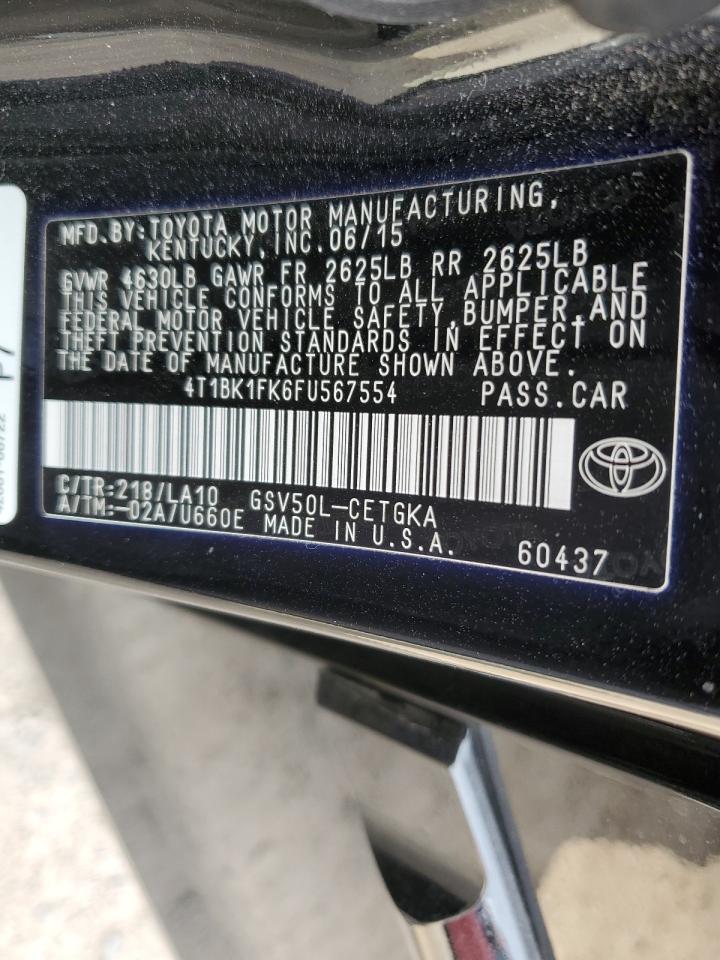 MFD.BY:TOYOTA MOTOR MANUFACTURING,
KENTUCKY,INC.06/15
GVWR 4630LB GAWR FR 2625LB RR 2625LB
THIS VEHICLE CONFORMS TO ALL APPLICABLE
FEDERAL MOTOR VEHICLE SAFETY,BUMPER,AND
THEFT PREVENTION STANDARDS IN EFFECT ON
THE DATE OF MANUFACTURE SHOWN ABOVE.
4T1BK1FK6FU567554 PASS.CAR
C/TR:218/LA10 GSV50L-CETGKA
A/TM:-02A/U660E MADE IN U.S.A. 60437